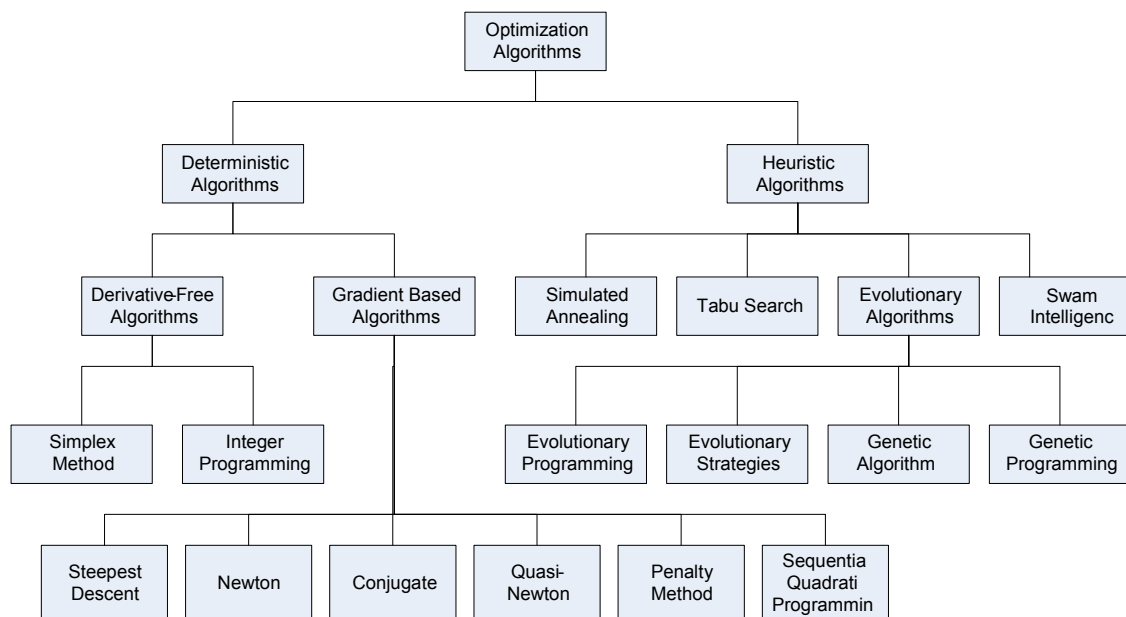 Optimization
Algorithms
Deterministic
Algorithms
Heuristic
Algorithms
Derivative-Free
Algorithms
Gradient Based
Algorithms
Simulated
Annealing
Tabu Search
Evolutionary
Algorithms
Swam
Intelligenc
Simplex
Method
Integer
Programming
Evolutionary
Programming
Evolutionary
Strategies
Genetic
Algorithm
Genetic
Programming
Steepest
Descent
Newton
Conjugate
Quasi-
Newton
Penalty
Method
Sequentia
Quadrati
Programmin